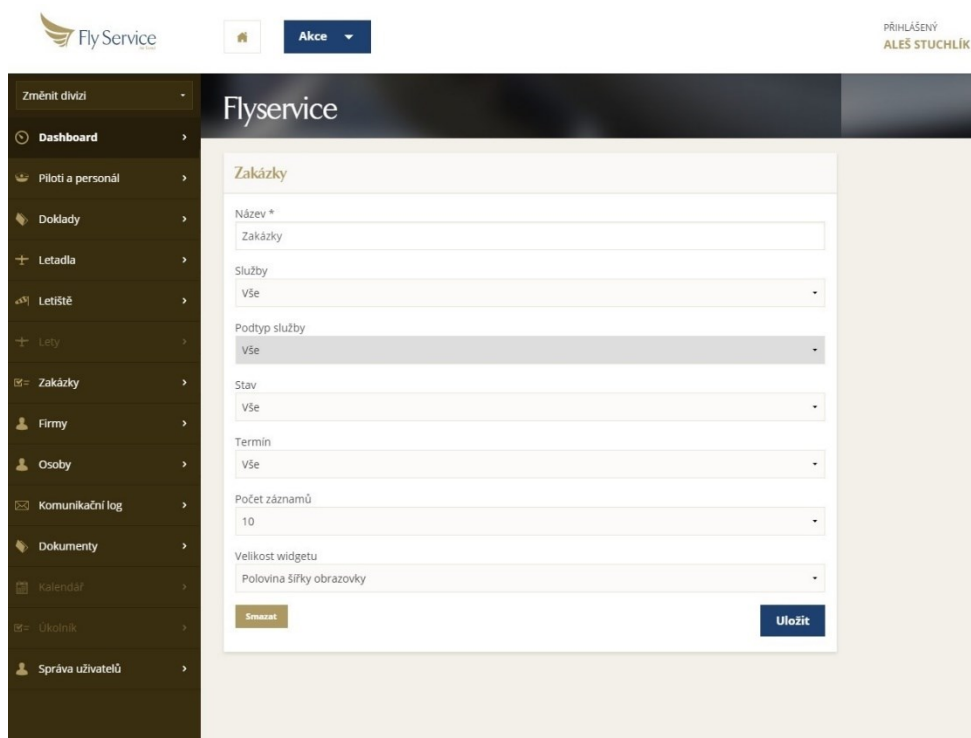 Fly Service
Akce
PŘIHLÁŠENÝ
ALEŠ STUCHLÍK
Změnit divizi
Dashboard
Piloti a personál
Doklady
Letadla
Letiště
Lety
Zakázky
Firmy
Osoby
Komunikační log
Dokumenty
Kalendář
Úkolník
Správa uživatelů
Flyservice
Zakázky
Název *
Zakázky
Služby
Vše
Podtyp služby
Vše
Stav
Vše
Termín
Vše
Počet záznamů
10
Velikost widgetu
Polovina šířky obrazovky
Smazat
Uložit